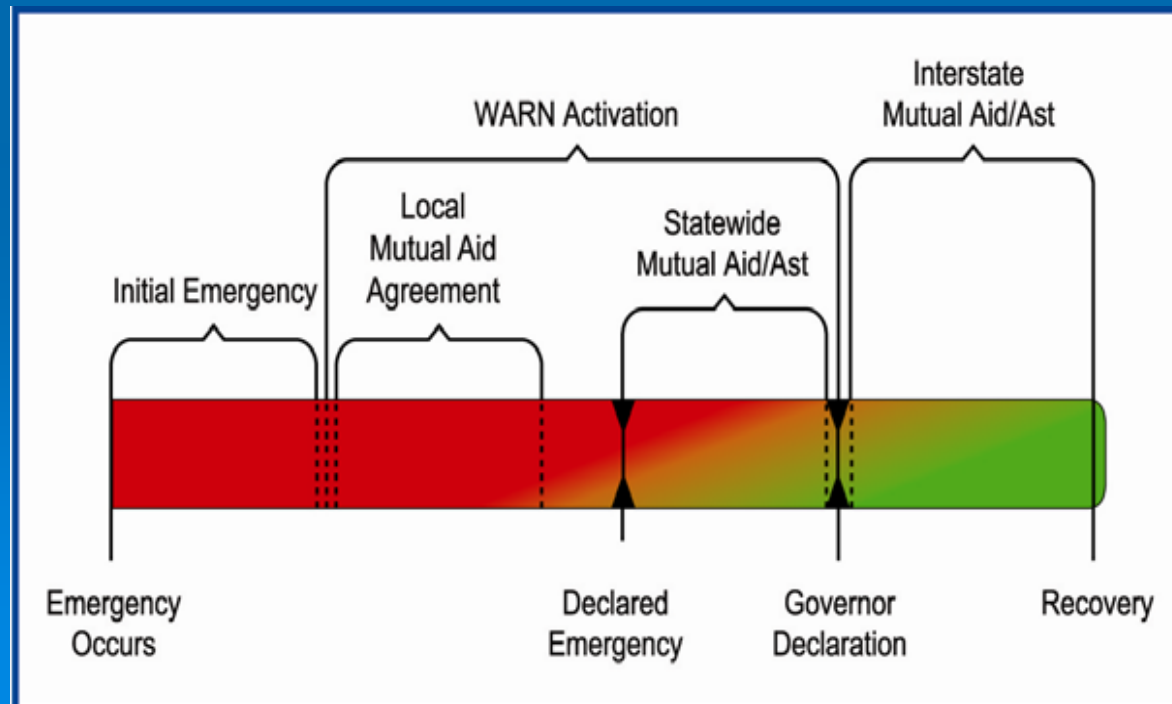 Interstate
Mutual Aid/Ast
WARN Activation
Local
Mutual Aid
Agreement
Statewide
Mutual Aid/Ast
Initial Emergency
Emergency
Occurs
Declared
Emergency
Governor
Declaration
Recovery